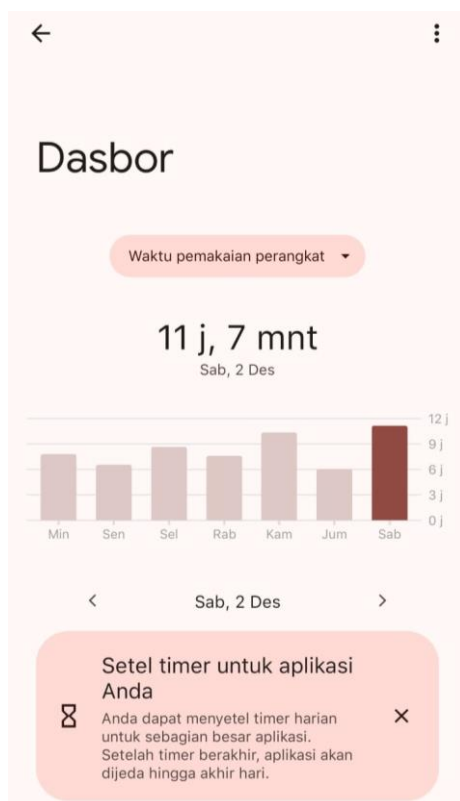 Dasbor
Waktu pemakaian perangkat
11 j, 7 mnt
Sab, 2 Des
12 j
9 j
6 j
3 j
0 j
Min Sen Sel Rab Kam Jum Sab
Sab, 2 Des
Setel timer untuk aplikasi
Anda
Anda dapat menyetel timer harian
untuk sebagian besar aplikasi.
Setelah timer berakhir, aplikasi akan
dijeda hingga akhir hari.